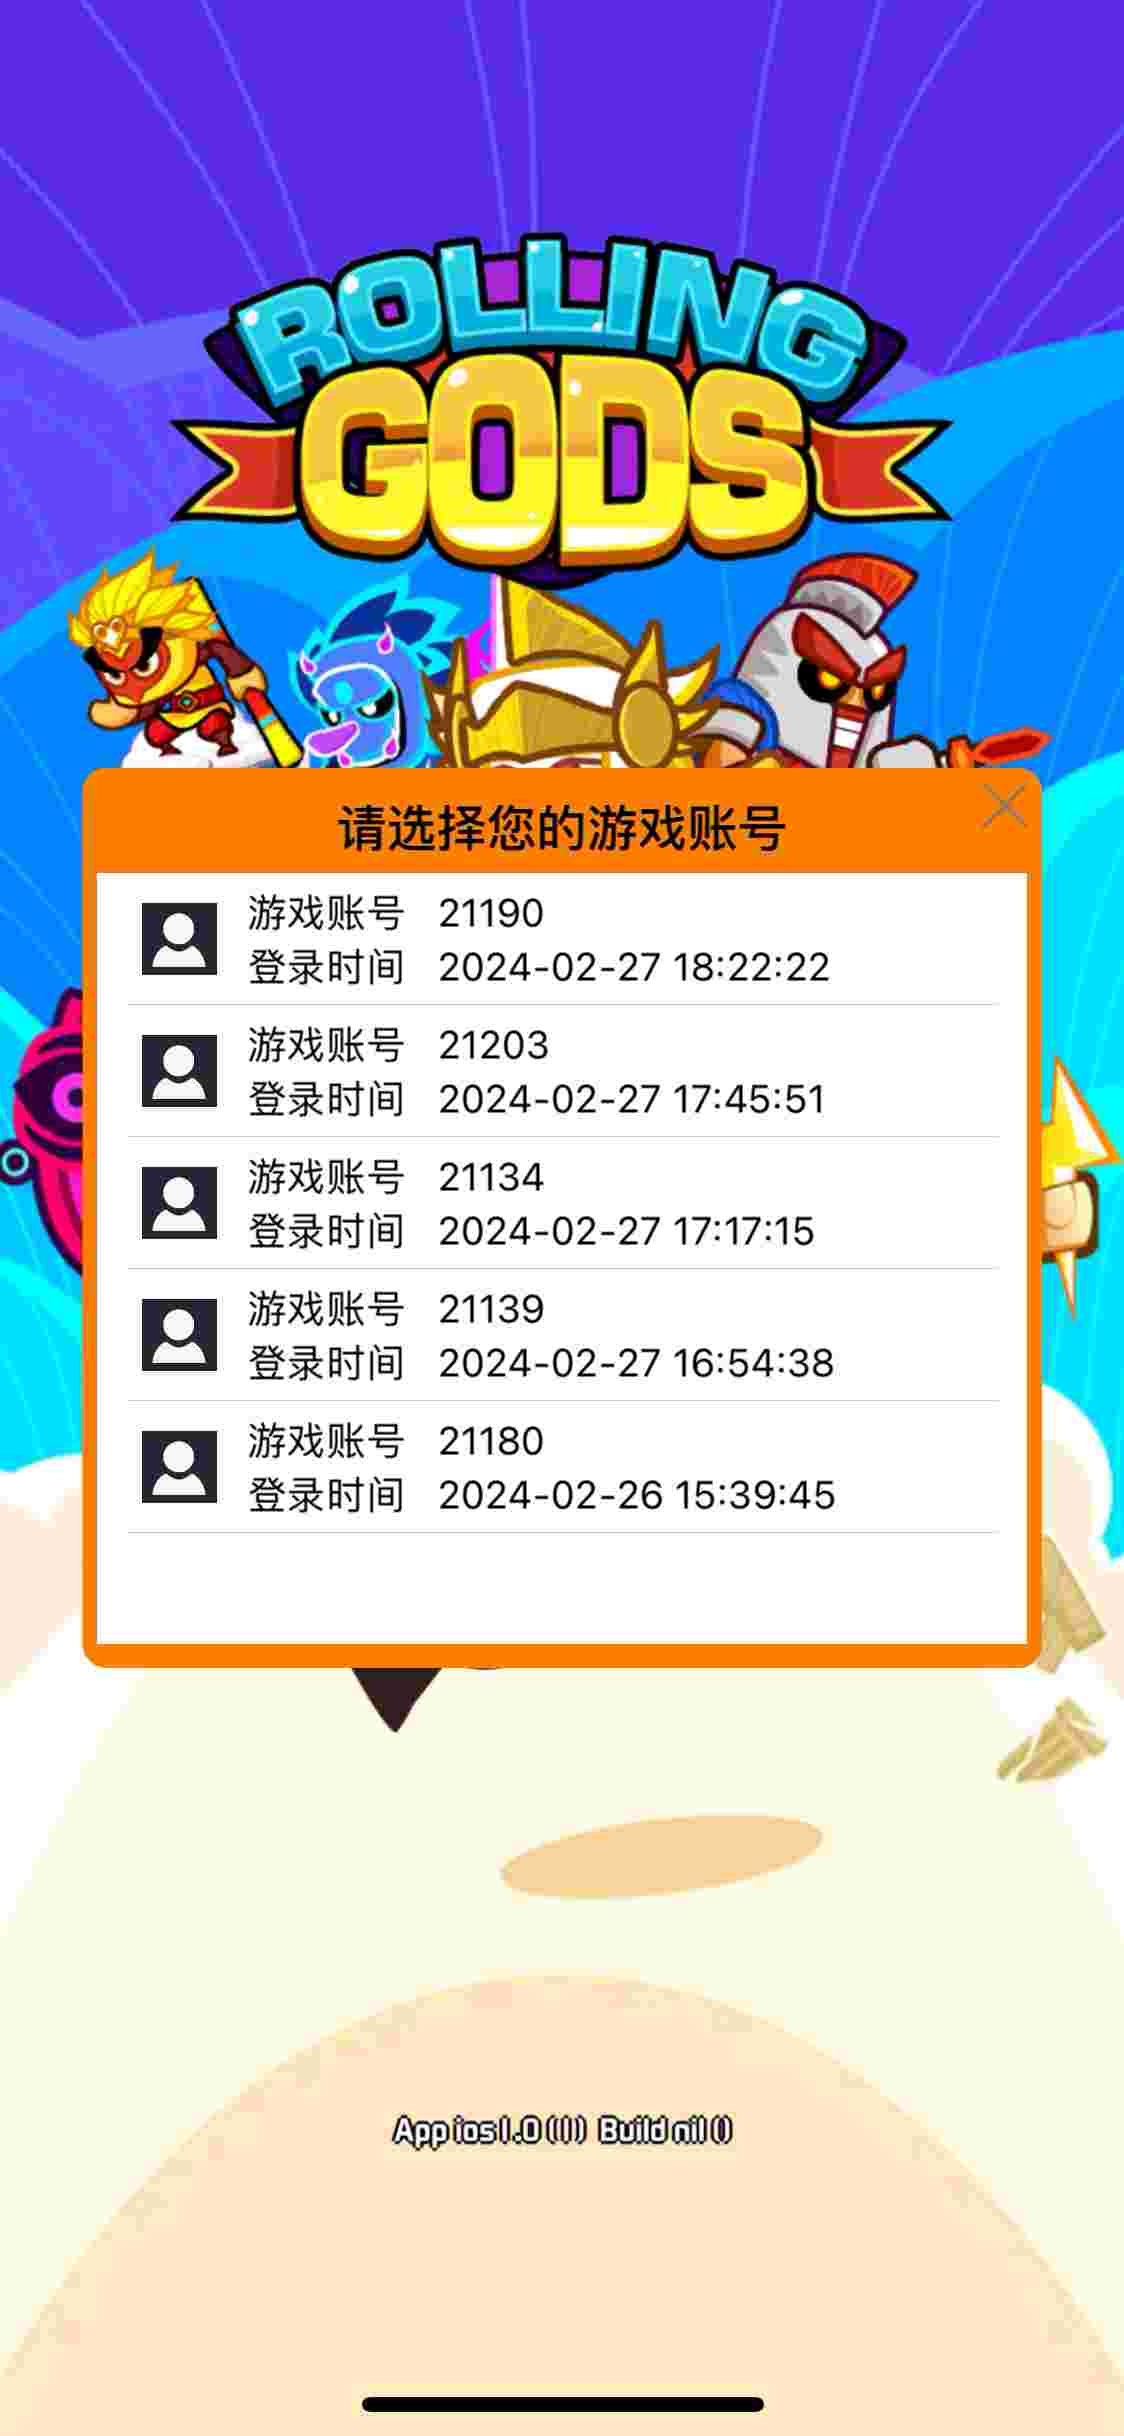 ROLLING
GODS
请选择您的游戏账号
游戏账号 21190
登录时间 2024-02-27 18:22:22
游戏账号 21203
登录时间 2024-02-27 17:45:51
游戏账号 21134
登录时间 2024-02-27 17:17:15
游戏账号 21139
登录时间 2024-02-27 16:54:38
游戏账号 21180
登录时间 2024-02-26 15:39:45
App ios 1.0 (11) Build nil ()